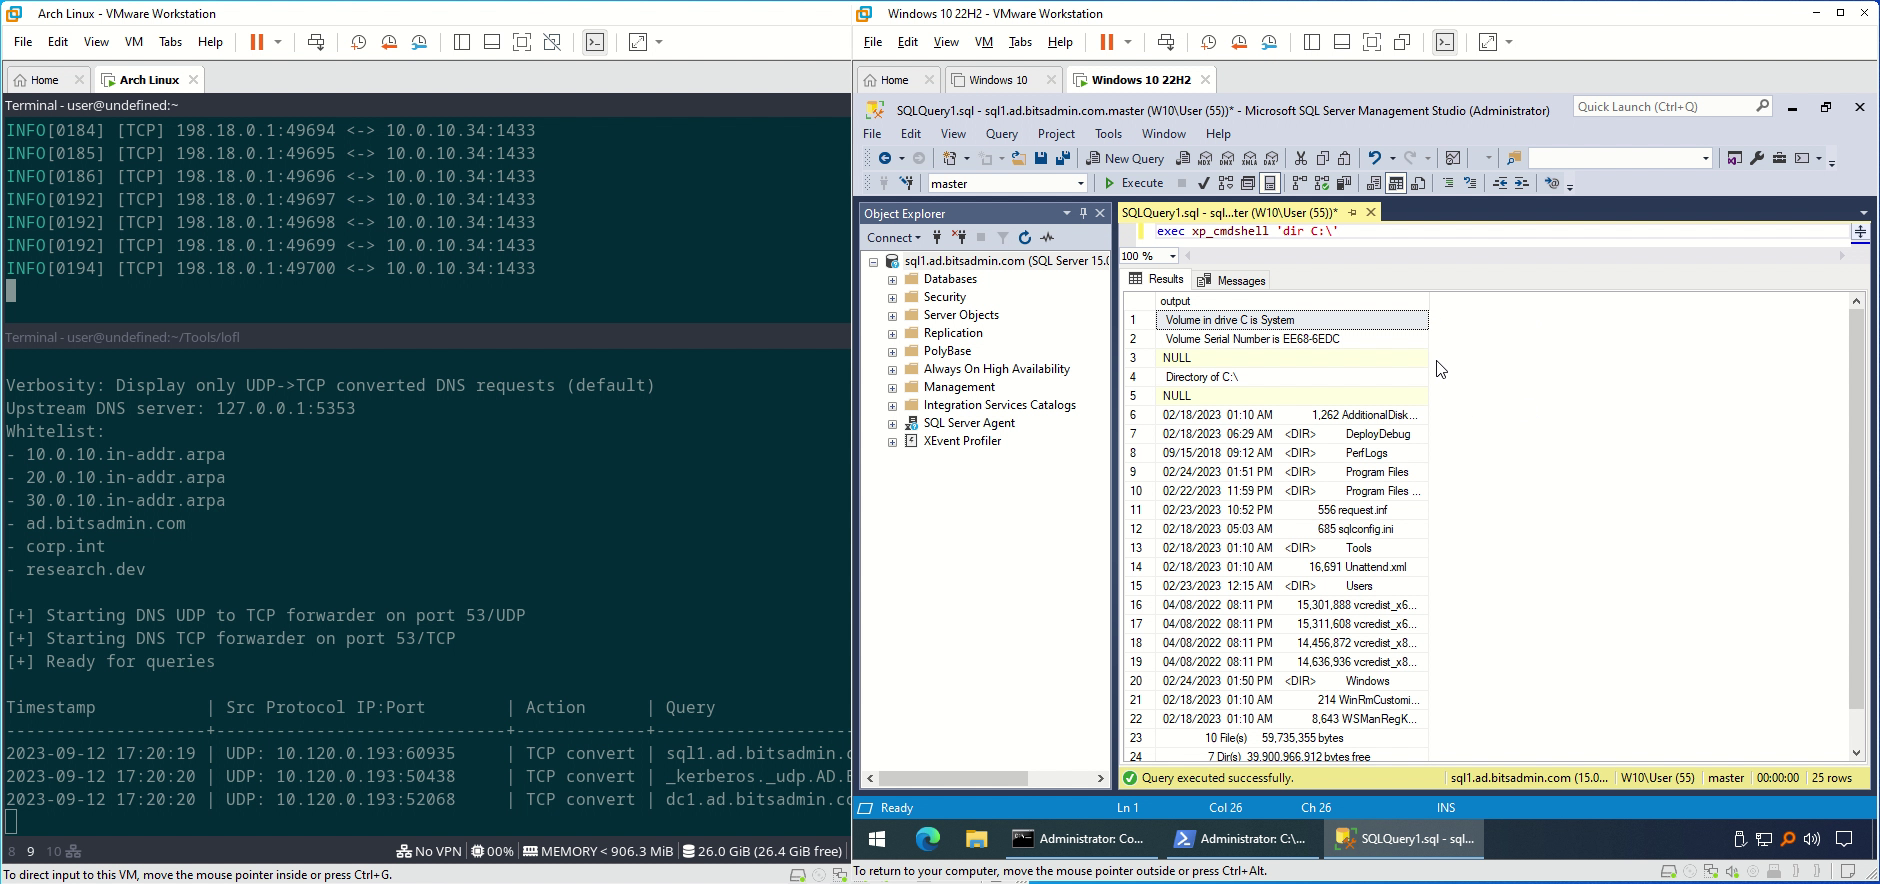 Arch Linux - VMware Workstation
File Edit View VM Tabs Help
Home Arch Linux
Terminal - user@undefined:~
INFO[0184] [TCP] 198.18.0.1:49694 <-> 10.0.10.34:1433
INFO[0185] [TCP] 198.18.0.1:49695 <-> 10.0.10.34:1433
INFO[0186] [TCP] 198.18.0.1:49696 <-> 10.0.10.34:1433
INFO[0192] [TCP] 198.18.0.1:49697 <-> 10.0.10.34:1433
INFO[0192] [TCP] 198.18.0.1:49698 <-> 10.0.10.34:1433
INFO[0192] [TCP] 198.18.0.1:49699 <-> 10.0.10.34:1433
INFO[0194] [TCP] 198.18.0.1:49700 <-> 10.0.10.34:1433
Terminal - user@undefined:~/Tools/lofl
Verbosity: Display only UDP->TCP converted DNS requests (default)
Upstream DNS server: 127.0.0.1:5353
Whitelist:
- 10.0.10.in-addr.arpa
- 20.0.10.in-addr.arpa
- 30.0.10.in-addr.arpa
- ad.bitsadmin.com
- corp.int
- research.dev
[+] Starting DNS UDP to TCP forwarder on port 53/UDP
[+] Starting DNS TCP forwarder on port 53/TCP
[+] Ready for queries
Timestamp | Src Protocol IP:Port | Action | Query
--------------------+-----------------------------+-------------+--------------------
2023-09-12 17:20:19 | UDP: 10.120.0.193:60935 | TCP convert | sql1.ad.bitsadmin.c
2023-09-12 17:20:20 | UDP: 10.120.0.193:50438 | TCP convert | _kerberos._udp.AD.B
2023-09-12 17:20:20 | UDP: 10.120.0.193:52068 | TCP convert | dc1.ad.bitsadmin.co
8 9 10 No VPN | 00% | MEMORY < 906.3 MiB | 26.0 GiB (26.4 GiB free) |
To direct input to this VM, move the mouse pointer inside or press Ctrl+G.
Windows 10 22H2 - VMware Workstation
File Edit View VM Tabs Help
Home Windows 10 Windows 10 22H2
SQLQuery1.sql - sql1.ad.bitsadmin.com.master (W10\User (55))* - Microsoft SQL Server Management Studio (Administrator)
Quick Launch (Ctrl+Q)
File Edit View Query Project Tools Window Help
New Query MDX DMX XMLA DAX
master Execute
Object Explorer
Connect
sql1.ad.bitsadmin.com (SQL Server 15.0
Databases
Security
Server Objects
Replication
PolyBase
Always On High Availability
Management
Integration Services Catalogs
SQL Server Agent
XEvent Profiler
SQLQuery1.sql - sql...ter (W10\User (55))*
exec xp_cmdshell 'dir C:\'
100 %
Results Messages
output
1 Volume in drive C is System
2 Volume Serial Number is EE68-6EDC
3 NULL
4 Directory of C:\
5 NULL
6 02/18/2023 01:10 AM 1,262 AdditionalDisk...
7 02/18/2023 06:29 AM <DIR> DeployDebug
8 09/15/2018 09:12 AM <DIR> PerfLogs
9 02/24/2023 01:51 PM <DIR> Program Files
10 02/22/2023 11:59 PM <DIR> Program Files ...
11 02/23/2023 10:52 PM 556 request.inf
12 02/18/2023 05:03 AM 685 sqlconfig.ini
13 02/18/2023 01:10 AM <DIR> Tools
14 02/18/2023 01:10 AM 16,691 Unattend.xml
15 02/23/2023 12:15 AM <DIR> Users
16 04/08/2022 08:11 PM 15,301,888 vcredist_x6...
17 04/08/2022 08:11 PM 15,311,608 vcredist_x6...
18 04/08/2022 08:11 PM 14,456,872 vcredist_x8...
19 04/08/2022 08:11 PM 14,636,936 vcredist_x8...
20 02/24/2023 01:50 PM <DIR> Windows
21 02/18/2023 01:10 AM 214 WinRmCustomi...
22 02/18/2023 01:10 AM 8,643 WSManRegK...
23 10 File(s) 59,735,355 bytes
24 7 Dir(s) 39,900,966,912 bytes free
Query executed successfully. sql1.ad.bitsadmin.com (15.0... W10\User (55) master 00:00:00 25 rows
Ready Ln 1 Col 26 Ch 26 INS
Administrator: Co... Administrator: C:\... SQLQuery1.sql - sql...
To return to your computer, move the mouse pointer outside or press Ctrl+Alt.